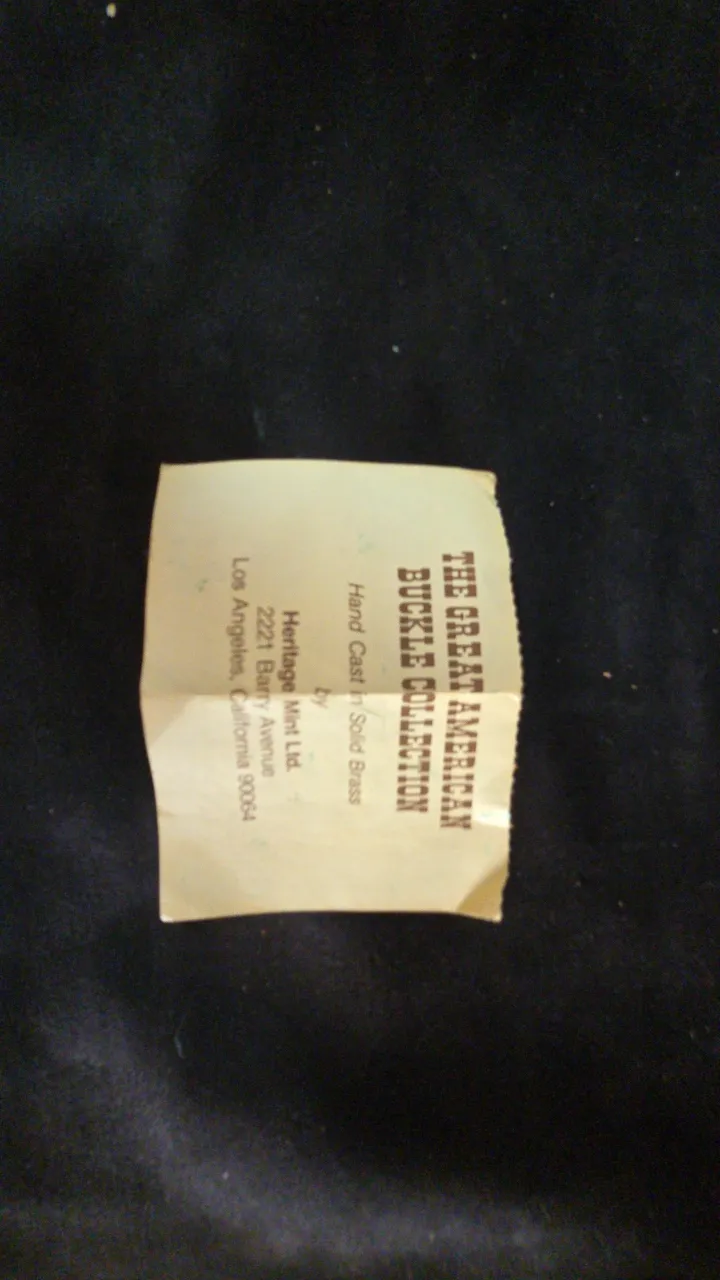 THE GREAT AMERICAN
BUCKLE COLLECTION
Hand Cast in Solid Brass
by
Heritage Mint Ltd.
2221 Barry Avenue
Los Angeles, California 90064